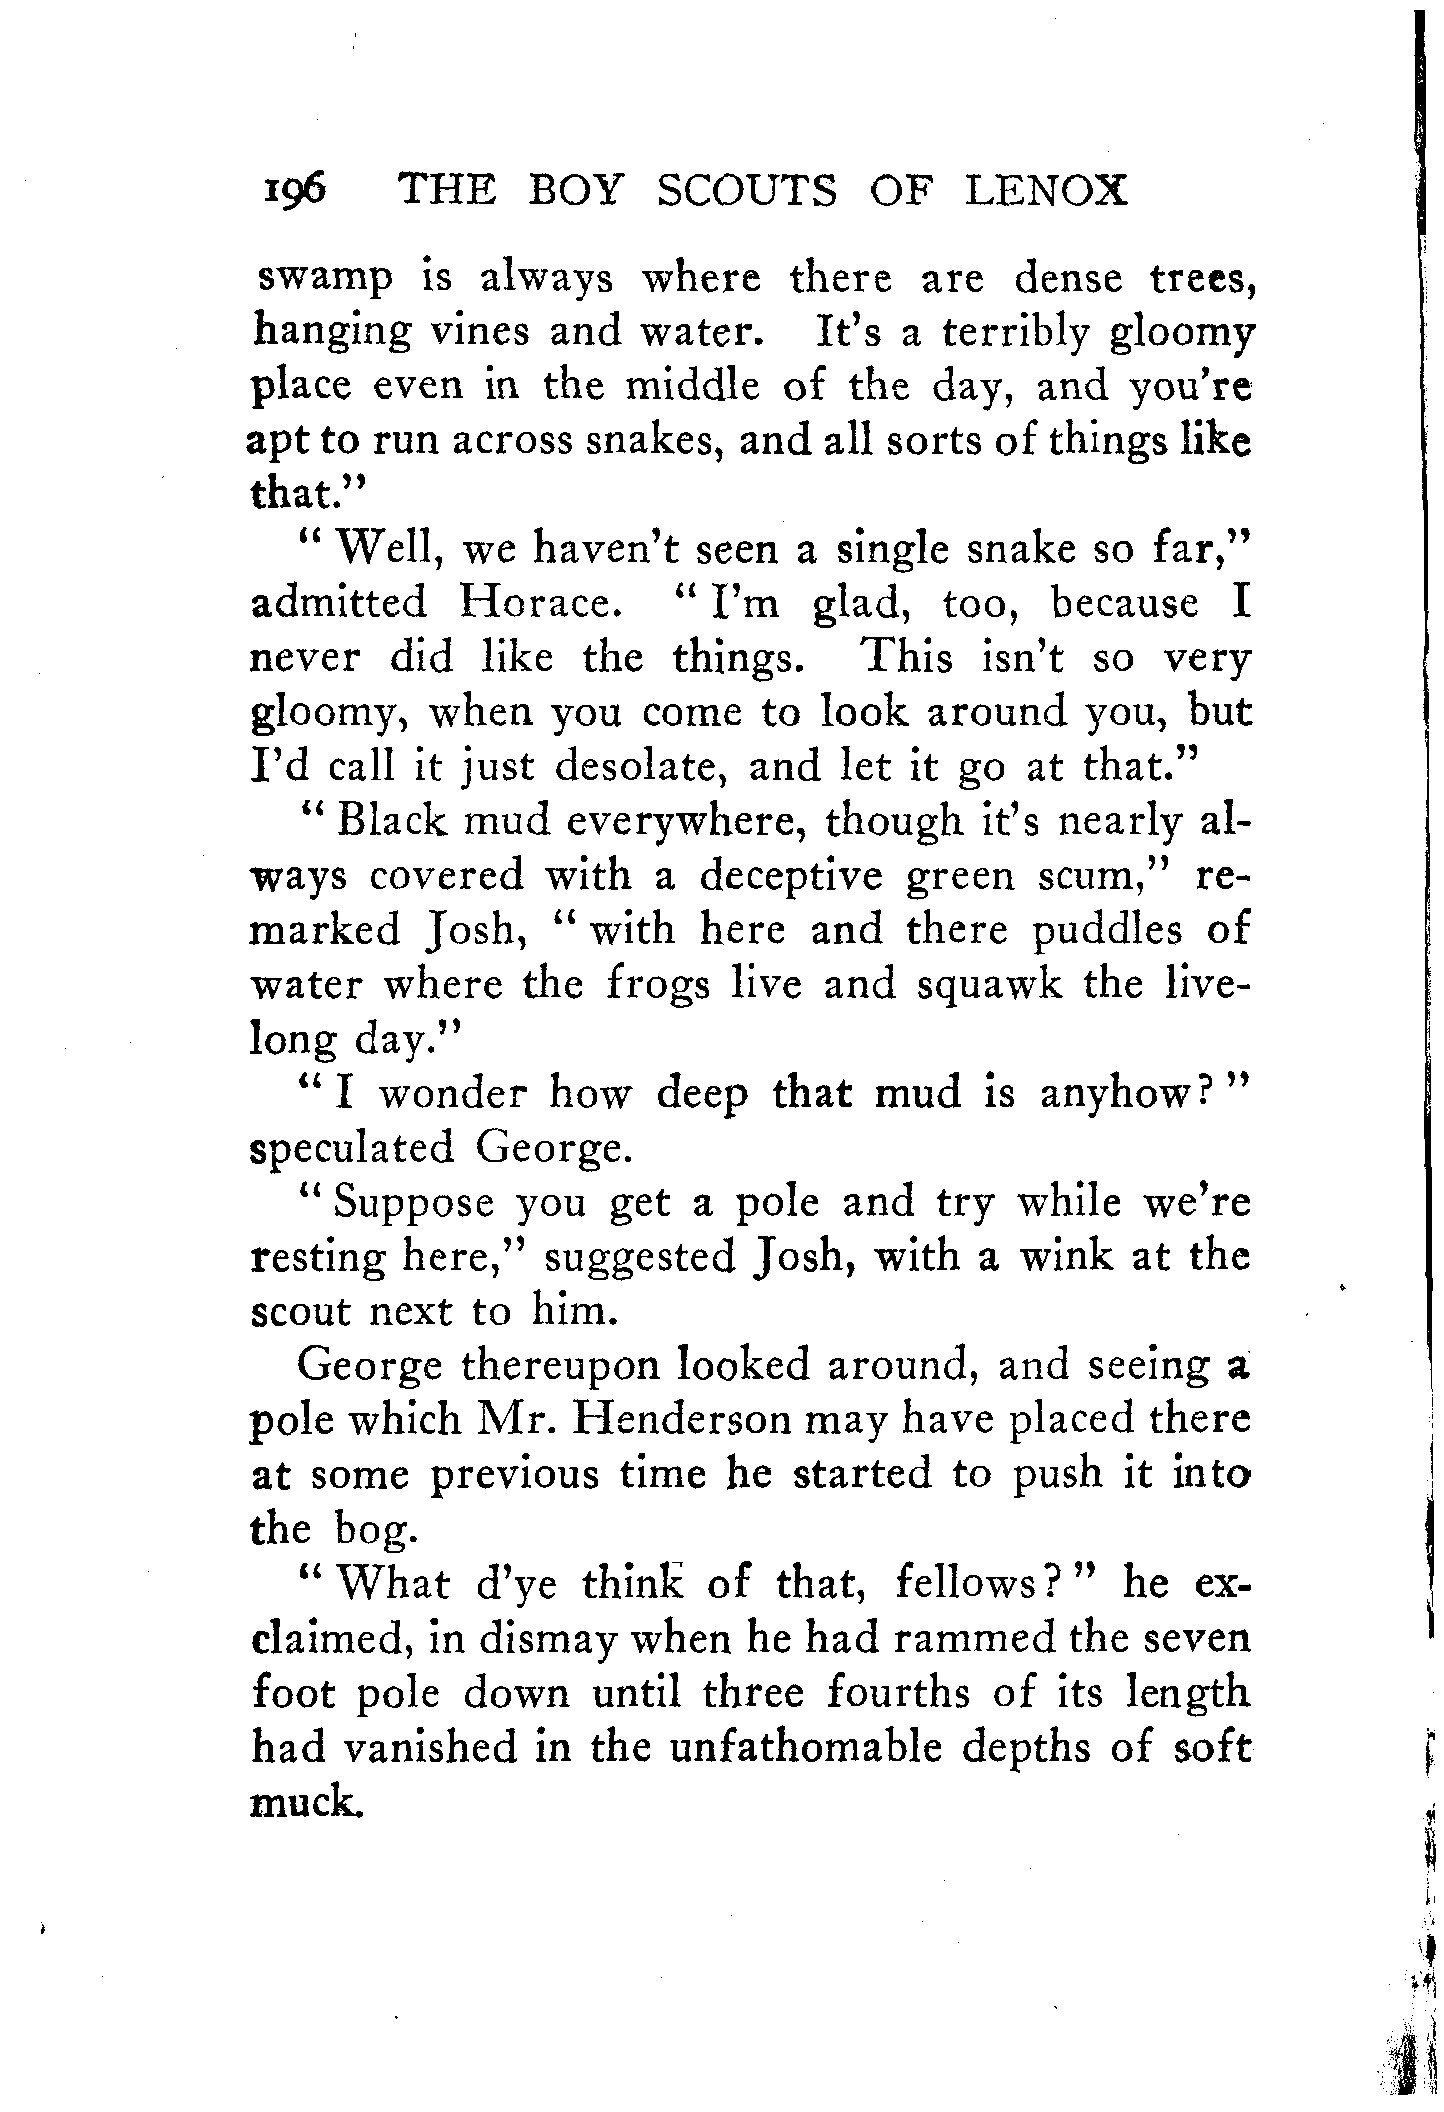 196 THE BOY SCOUTS OF LENOX
swamp is always where there are dense trees,
hanging vines and water. It's a terribly gloomy
place even in the middle of the day, and you're
apt to run across snakes, and all sorts of things like
that."
" Well, we haven't seen a single snake so far,"
admitted Horace. " I'm glad, too, because I
never did like the things. This isn't so very
gloomy, when you come to look around you, but
I'd call it just desolate, and let it go at that."
" Black mud everywhere, though it's nearly al-
ways covered with a deceptive green scum," re-
marked Josh, " with here and there puddles of
water where the frogs live and squawk the live-
long day."
" I wonder how deep that mud is anyhow? "
speculated George.
" Suppose you get a pole and try while we're
resting here," suggested Josh, with a wink at the
scout next to him.
George thereupon looked around, and seeing a
pole which Mr. Henderson may have placed there
at some previous time he started to push it into
the bog.
" What d'ye think of that, fellows? " he ex-
claimed, in dismay when he had rammed the seven
foot pole down until three fourths of its length
had vanished in the unfathomable depths of soft
muck.